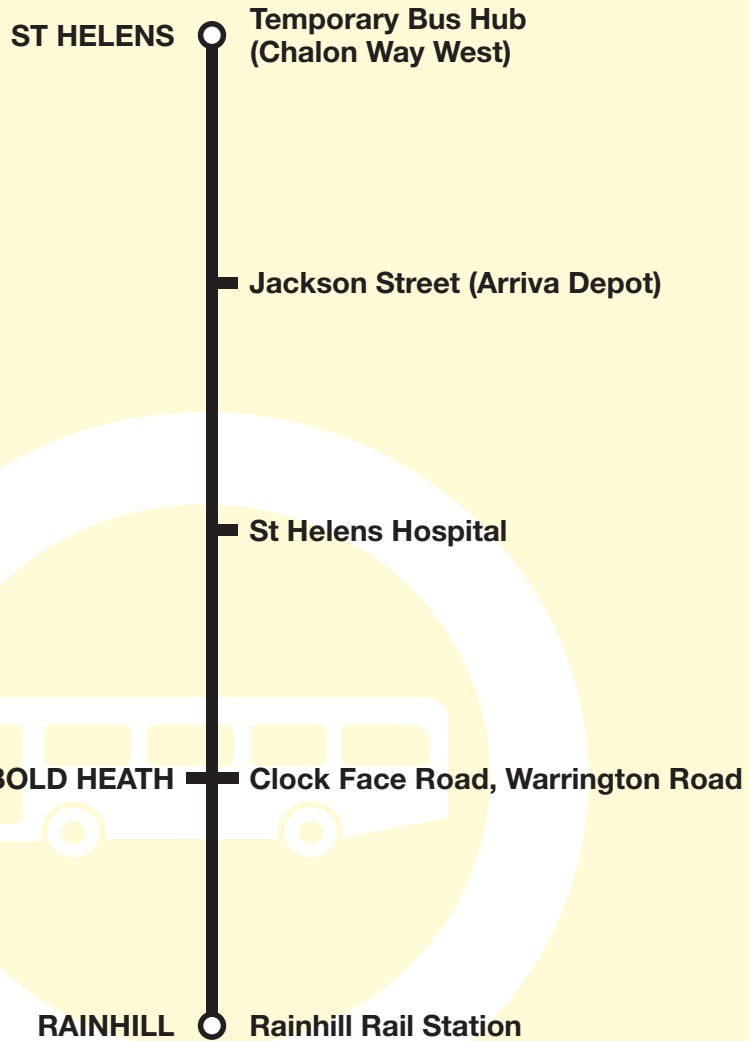 ST HELENS
Temporary Bus Hub
(Chalon Way West)
Jackson Street (Arriva Depot)
St Helens Hospital
BOLD HEATH
Clock Face Road, Warrington Road
RAINHILL
Rainhill Rail Station